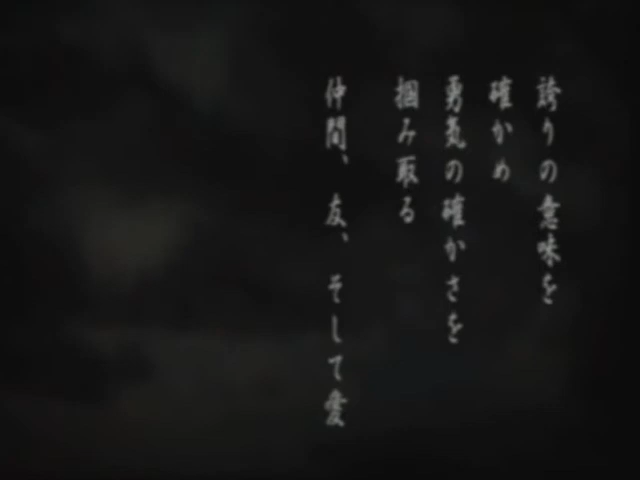 誇りの意味を
確かめ
勇気の確かさを
掴み取る
仲間、友、そして愛